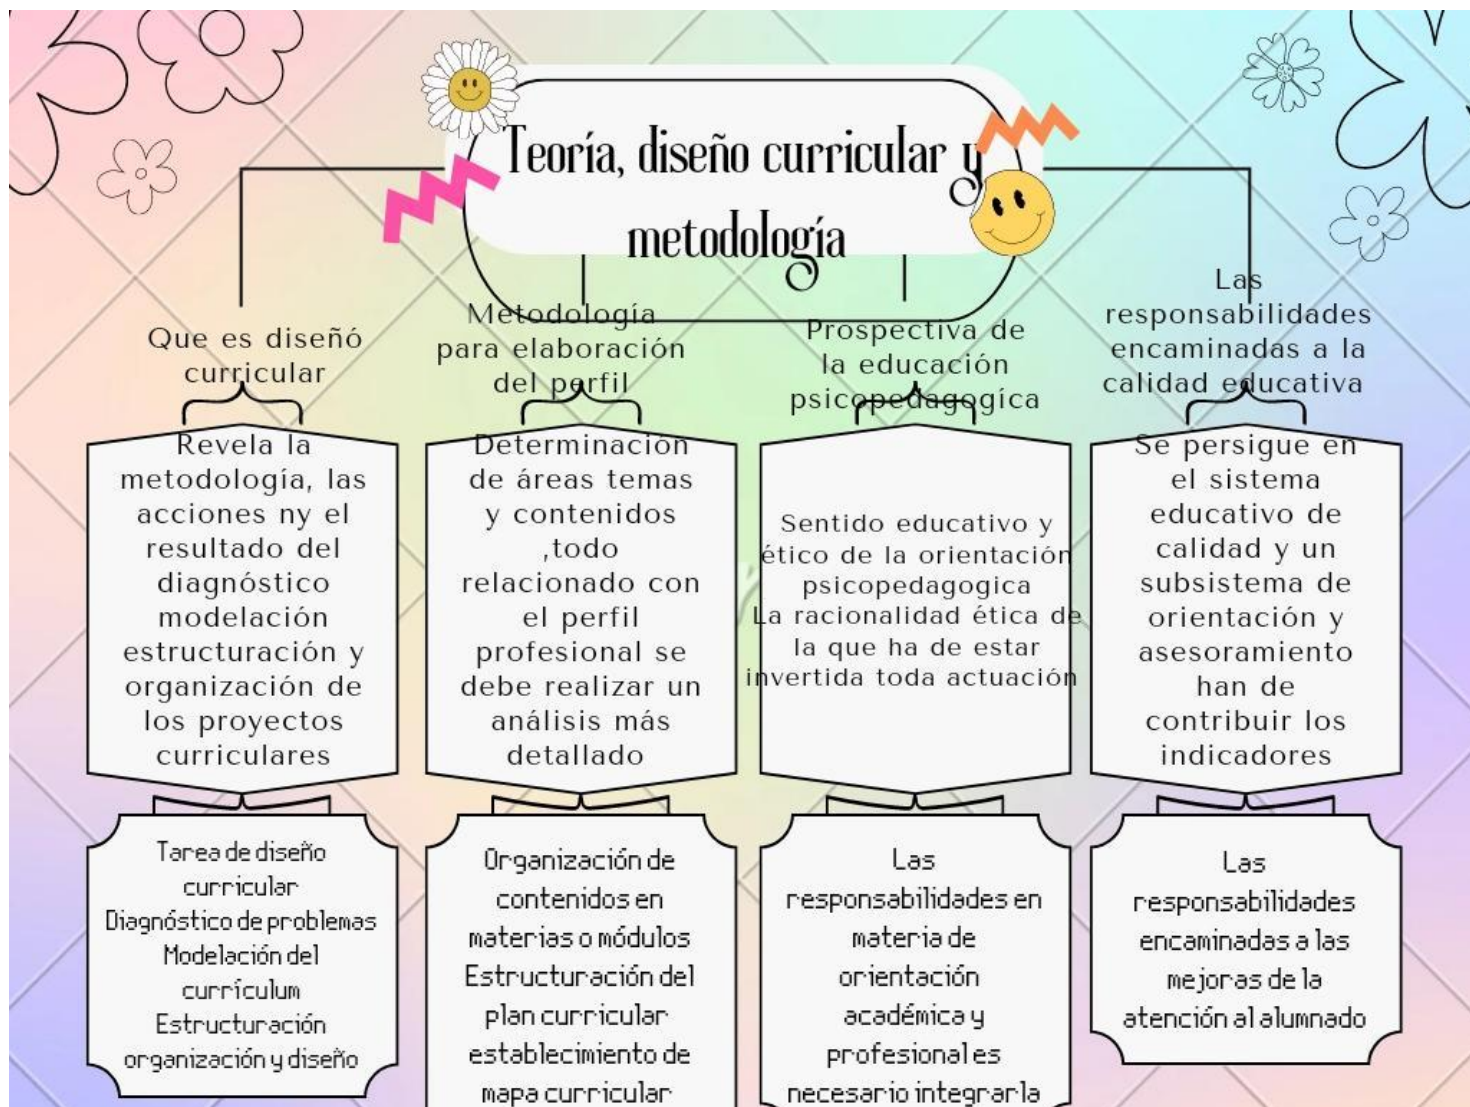 Teoría, diseño curricular y
metodología
Que es diseñó
curricular
Revela la
metodología, las
acciones ny el
resultado del
diagnóstico
modelación
estructuración y
organización de
los proyectos
curriculares
Tarea de diseño
curricular
Diagnóstico de problemas
Modelación del
currículum
Estructuración
organización y diseño
Metodología
para elaboración
del perfil
Determinación
de áreas temas
y contenidos
,todo
relacionado con
el perfil
profesional se
debe realizar un
análisis más
detallado
Organización de
contenidos en
materias o módulos
Estructuración del
plan curricular
establecimiento de
mapa curricular
Prospectiva de
la educación
psicopedagogíca
Sentido educativo y
ético de la orientación
psicopedagogica
La racionalidad ética de
la que ha de estar
invertida toda actuación
Las
responsabilidades en
materia de
orientación
académica y
profesional es
necesario integrarla
Las
responsabilidades
encaminadas a la
calidad educativa
Se persigue en
el sistema
educativo de
calidad y un
subsistema de
orientación y
asesoramiento
han de
contribuir los
indicadores
Las
responsabilidades
encaminadas a las
mejoras de la
atención al alumnado